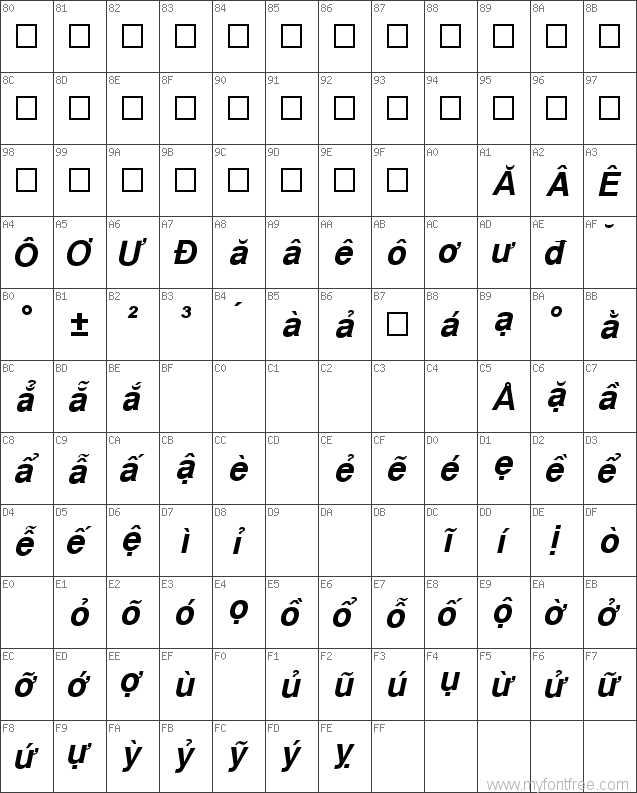 80 81 82 83 84 85 86 87 88 89 8A 8B
8C 8D 8E 8F 90 91 92 93 94 95 96 97
98 99 9A 9B 9C 9D 9E 9F A0 A1 A2 A3
Ă Â Ê
A4 A5 A6 A7 A8 A9 AA AB AC AD AE AF
Ô Ơ Ư Đ ă â ê ô ơ ư đ ˘
B0 B1 B2 B3 B4 B5 B6 B7 B8 B9 BA BB
° ± ² ³ ´ à ả á ạ º ằ
BC BD BE BF C0 C1 C2 C3 C4 C5 C6 C7
ẳ ẵ ắ Å ặ ầ
C8 C9 CA CB CC CD CE CF D0 D1 D2 D3
ẩ ẫ ấ ậ è ẻ ẽ é ẹ ề ể
D4 D5 D6 D7 D8 D9 DA DB DC DD DE DF
ễ ế ệ ì ỉ ĩ í ị ò
E0 E1 E2 E3 E4 E5 E6 E7 E8 E9 EA EB
ỏ õ ó ọ ồ ổ ỗ ố ộ ờ ở
EC ED EE EF F0 F1 F2 F3 F4 F5 F6 F7
ỡ ớ ợ ù ủ ũ ú ụ ừ ử ữ
F8 F9 FA FB FC FD FE FF
ứ ự ỳ ỷ ỹ ý ỵ
www.myfontfree.com